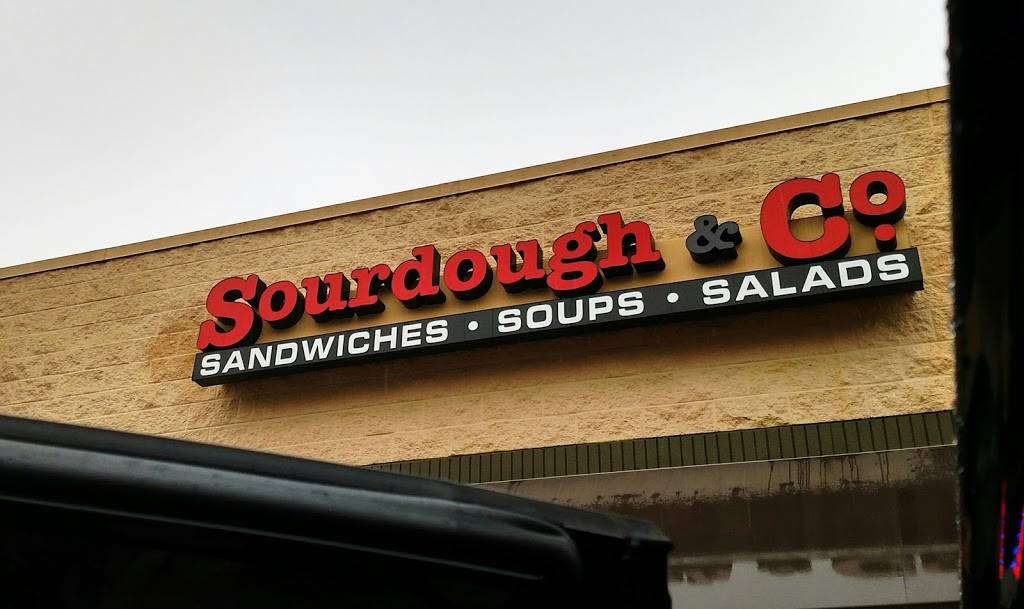 Sourdough & Co.
SANDWICHES • SOUPS • SALADS